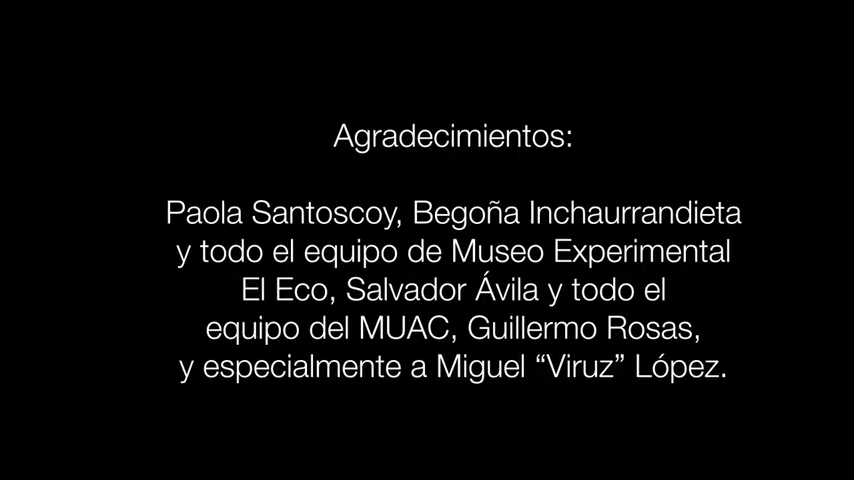 Agradecimientos:
Paola Santoscoy, Begoña Inchaurrandieta
y todo el equipo de Museo Experimental
El Eco, Salvador Ávila y todo el
equipo del MUAC, Guillermo Rosas,
y especialmente a Miguel “Viruz” López.